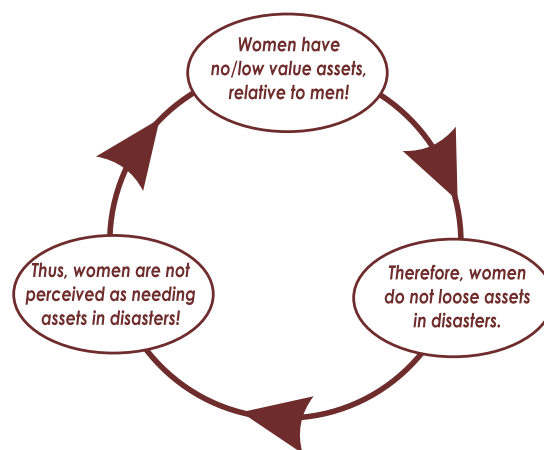 Women have
no/low value assets,
relative to men!
Therefore, women
do not loose assets
in disasters.
Thus, women are not
perceived as needing
assets in disasters!